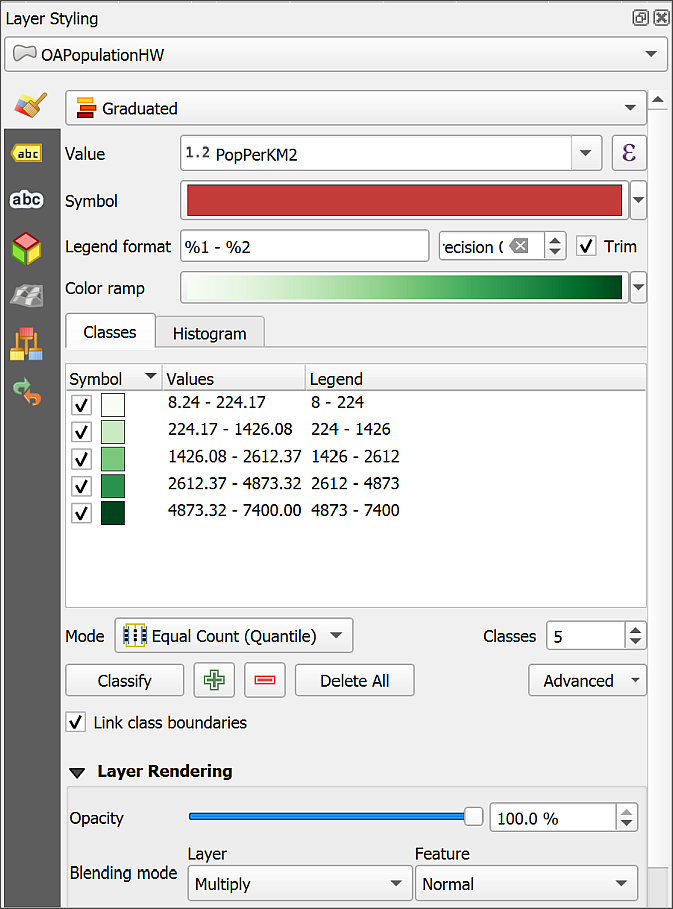 Layer Styling
OAPopulationHW
Graduated
abc
Value 1.2 PopPerKM2 ε
abc
Symbol
Legend format %1 - %2 recision Trim
Color ramp
Classes Histogram
Symbol Values Legend
8.24 - 224.17 8 - 224
224.17 - 1426.08 224 - 1426
1426.08 - 2612.37 1426 - 2612
2612.37 - 4873.32 2612 - 4873
4873.32 - 7400.00 4873 - 7400
Mode Equal Count (Quantile) Classes 5
Classify Delete All Advanced
Link class boundaries
Layer Rendering
Opacity 100.0 %
Layer Feature
Blending mode Multiply Normal